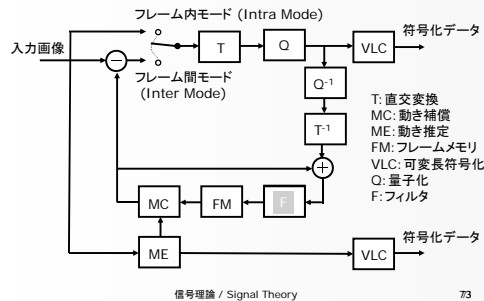 フレーム内モード (Intra Mode)
符号化データ
入力画像
T
Q
VLC
フレーム間モード
(Inter Mode)
Q-1
T-1
T: 直交変換
MC: 動き補償
ME: 動き推定
FM: フレームメモリ
VLC: 可変長符号化
Q: 量子化
F: フィルタ
MC
FM
F
符号化データ
ME
VLC
信号理論 / Signal Theory
7/3